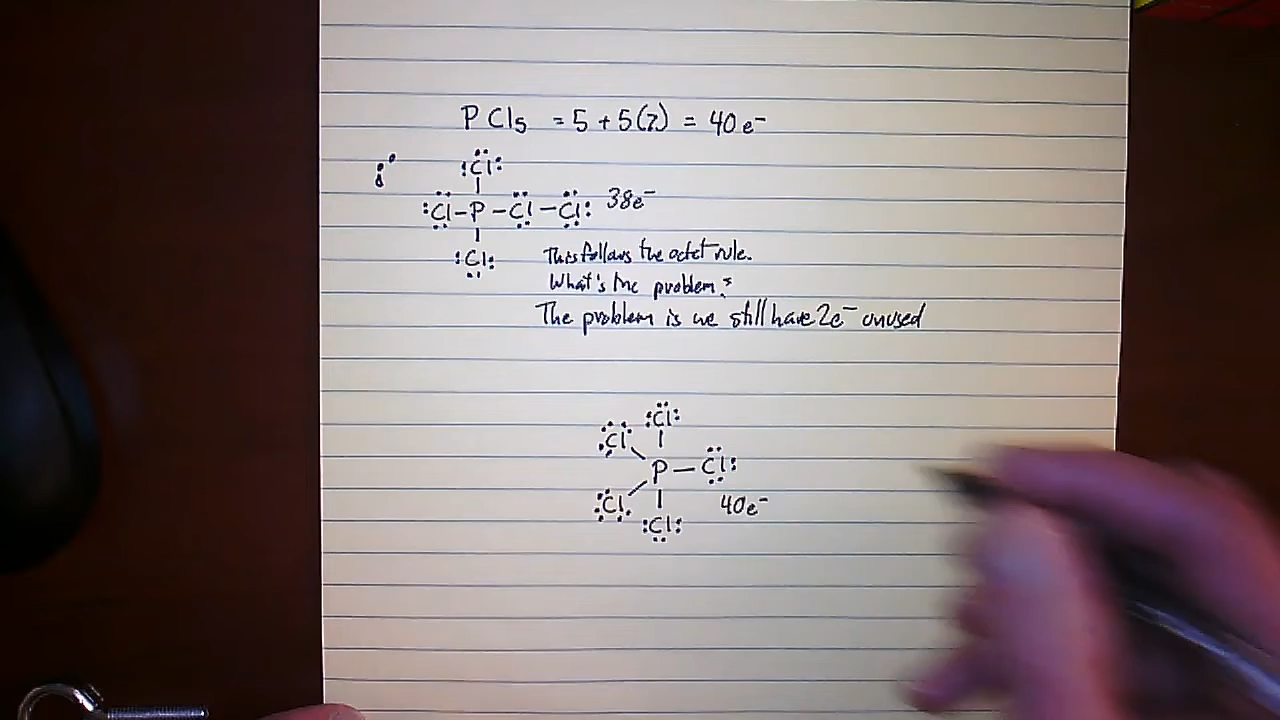 PCl5 = 5 + 5(7) = 40 e-
:Cl:
:Cl-P-Cl-Cl: 38e-
:Cl:
This follows the octet rule.
What's the problem?
The problem is we still have 2e- unused
:Cl:
:Cl
P-Cl:
:Cl 40e-
:Cl: